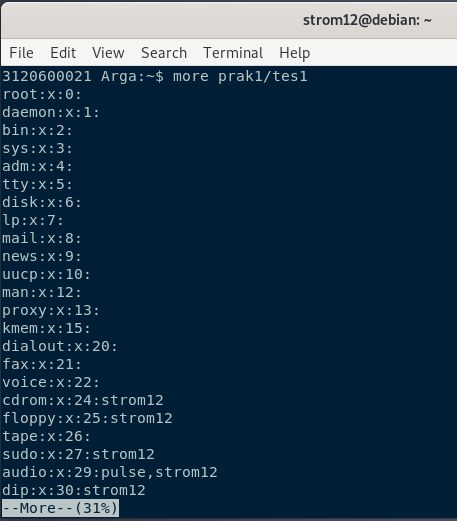 strom12@debian: ~
File Edit View Search Terminal Help
3120600021 Arga:~$ more prak1/tes1
root:x:0:
daemon:x:1:
bin:x:2:
sys:x:3:
adm:x:4:
tty:x:5:
disk:x:6:
lp:x:7:
mail:x:8:
news:x:9:
uucp:x:10:
man:x:12:
proxy:x:13:
kmem:x:15:
dialout:x:20:
fax:x:21:
voice:x:22:
cdrom:x:24:strom12
floppy:x:25:strom12
tape:x:26:
sudo:x:27:strom12
audio:x:29:pulse,strom12
dip:x:30:strom12
--More--(31%)